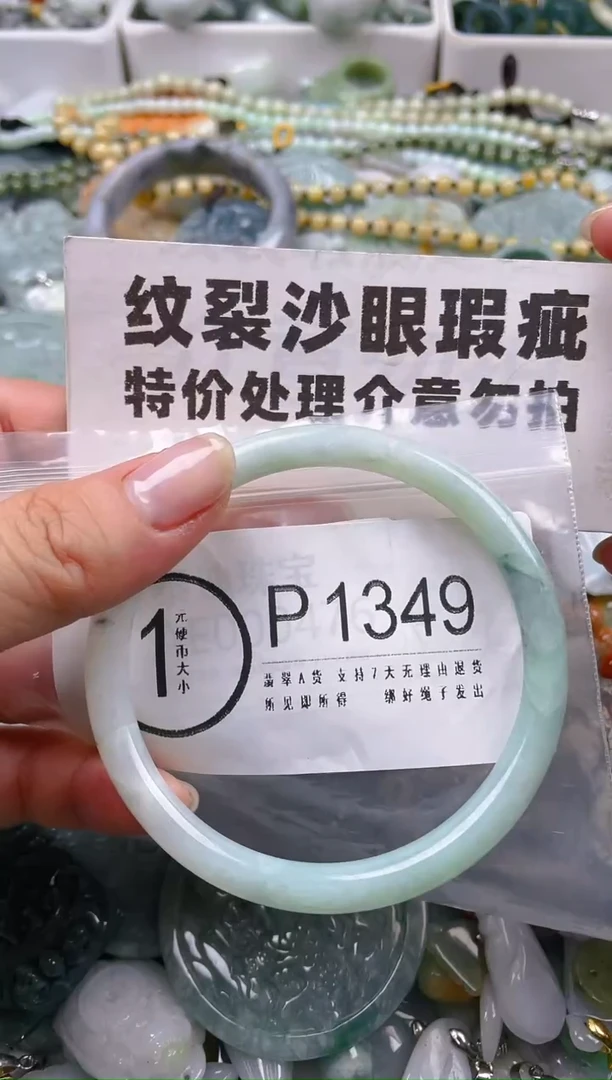 纹裂沙眼瑕疵
特价处理介意勿拍
1
元硬币大小
P1349
翡翠A货 支持7天无理由退货
所见即所得 绑好绳子发出